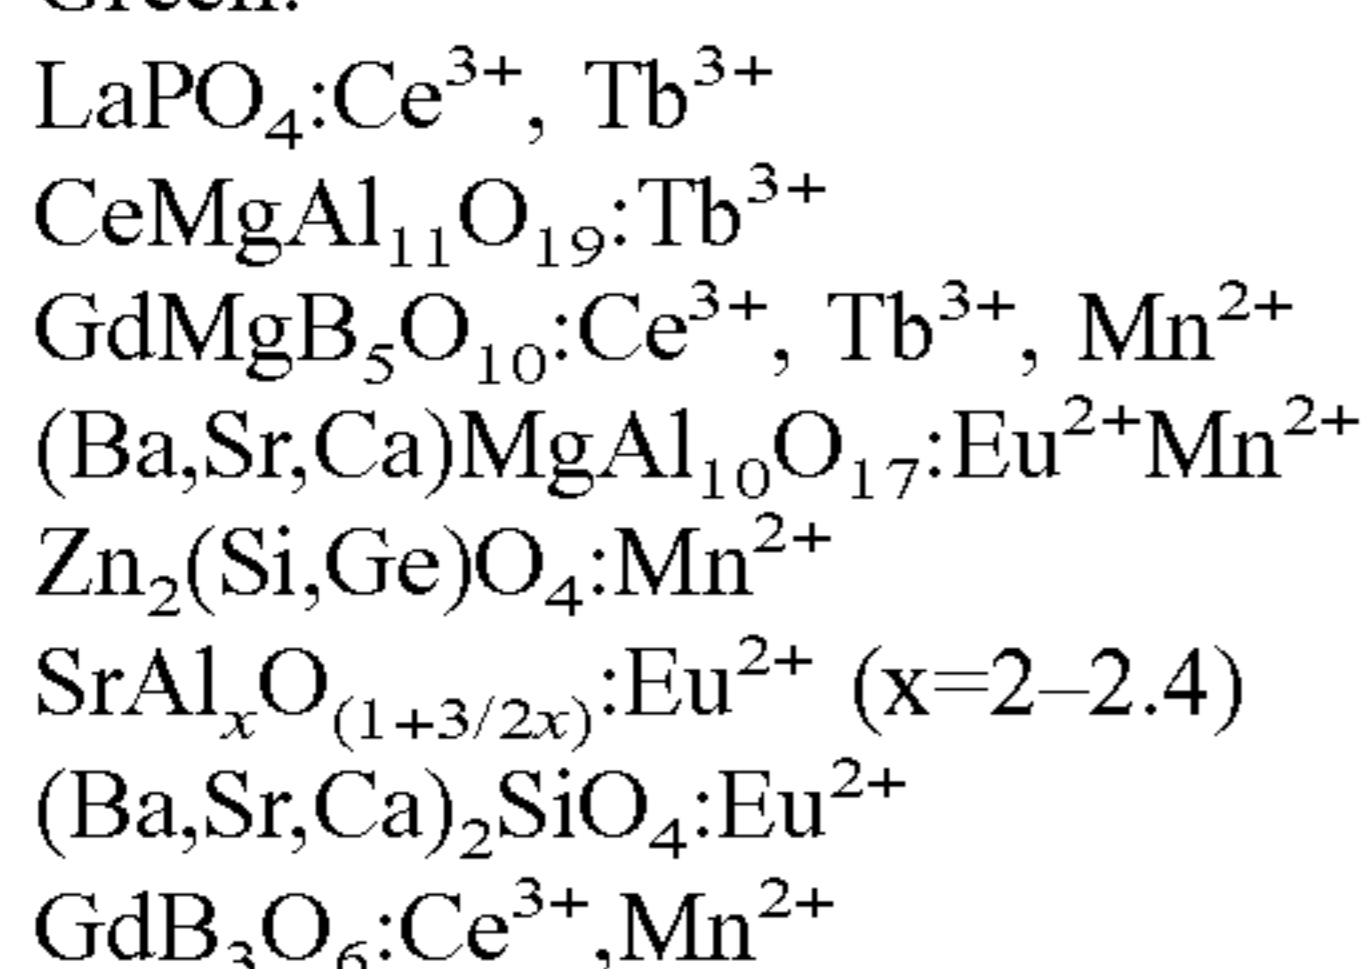 Green:
LaPO₄:Ce³⁺, Tb³⁺
CeMgAl₁₁O₁₉:Tb³⁺
GdMgB₅O₁₀:Ce³⁺, Tb³⁺, Mn²⁺
(Ba,Sr,Ca)MgAl₁₀O₁₇:Eu²⁺Mn²⁺
Zn₂(Si,Ge)O₄:Mn²⁺
SrAlₓO₍₁₊₃/₂ₓ₎:Eu²⁺ (x=2–2.4)
(Ba,Sr,Ca)₂SiO₄:Eu²⁺
GdB₃O₆:Ce³⁺,Mn²⁺